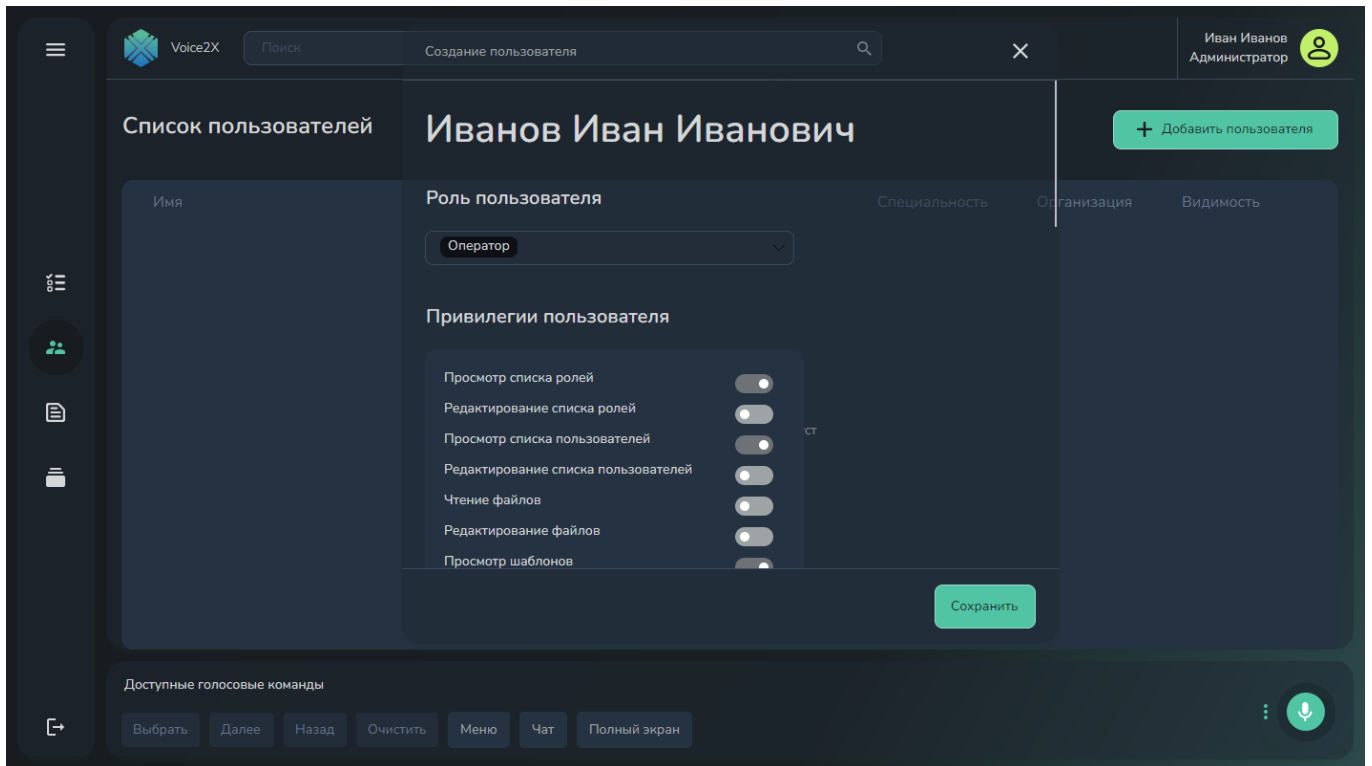 Voice2X
Поиск
Создание пользователя
Иван Иванов
Администратор
Список пользователей
Иванов Иван Иванович
Добавить пользователя
Имя
Роль пользователя
Специальность
Организация
Видимость
Оператор
Привилегии пользователя
Просмотр списка ролей
Редактирование списка ролей
Просмотр списка пользователей
ст
Редактирование списка пользователей
Чтение файлов
Редактирование файлов
Просмотр шаблонов
Сохранить
Доступные голосовые команды
Выбрать
Далее
Назад
Очистить
Меню
Чат
Полный экран